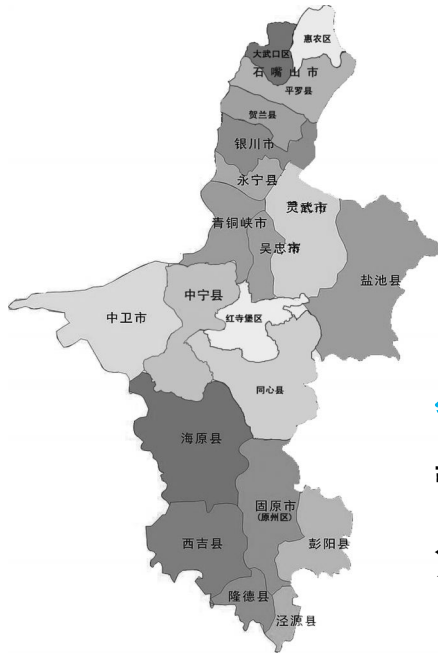 惠农区
大武口区
石嘴山市
平罗县
贺兰县
银川市
永宁县
灵武市
青铜峡市
吴忠市
盐池县
中宁县
中卫市
红寺堡区
同心县
海原县
固原市
(原州区)
西吉县
彭阳县
隆德县
泾源县